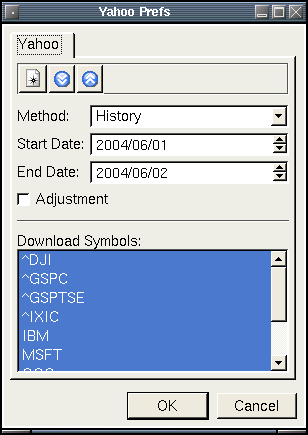 Yahoo Prefs
Yahoo
Method: History
Start Date: 2004/06/01
End Date: 2004/06/02
Adjustment
Download Symbols:
^DJI
^GSPC
^GSPTSE
^IXIC
IBM
MSFT
OK Cancel